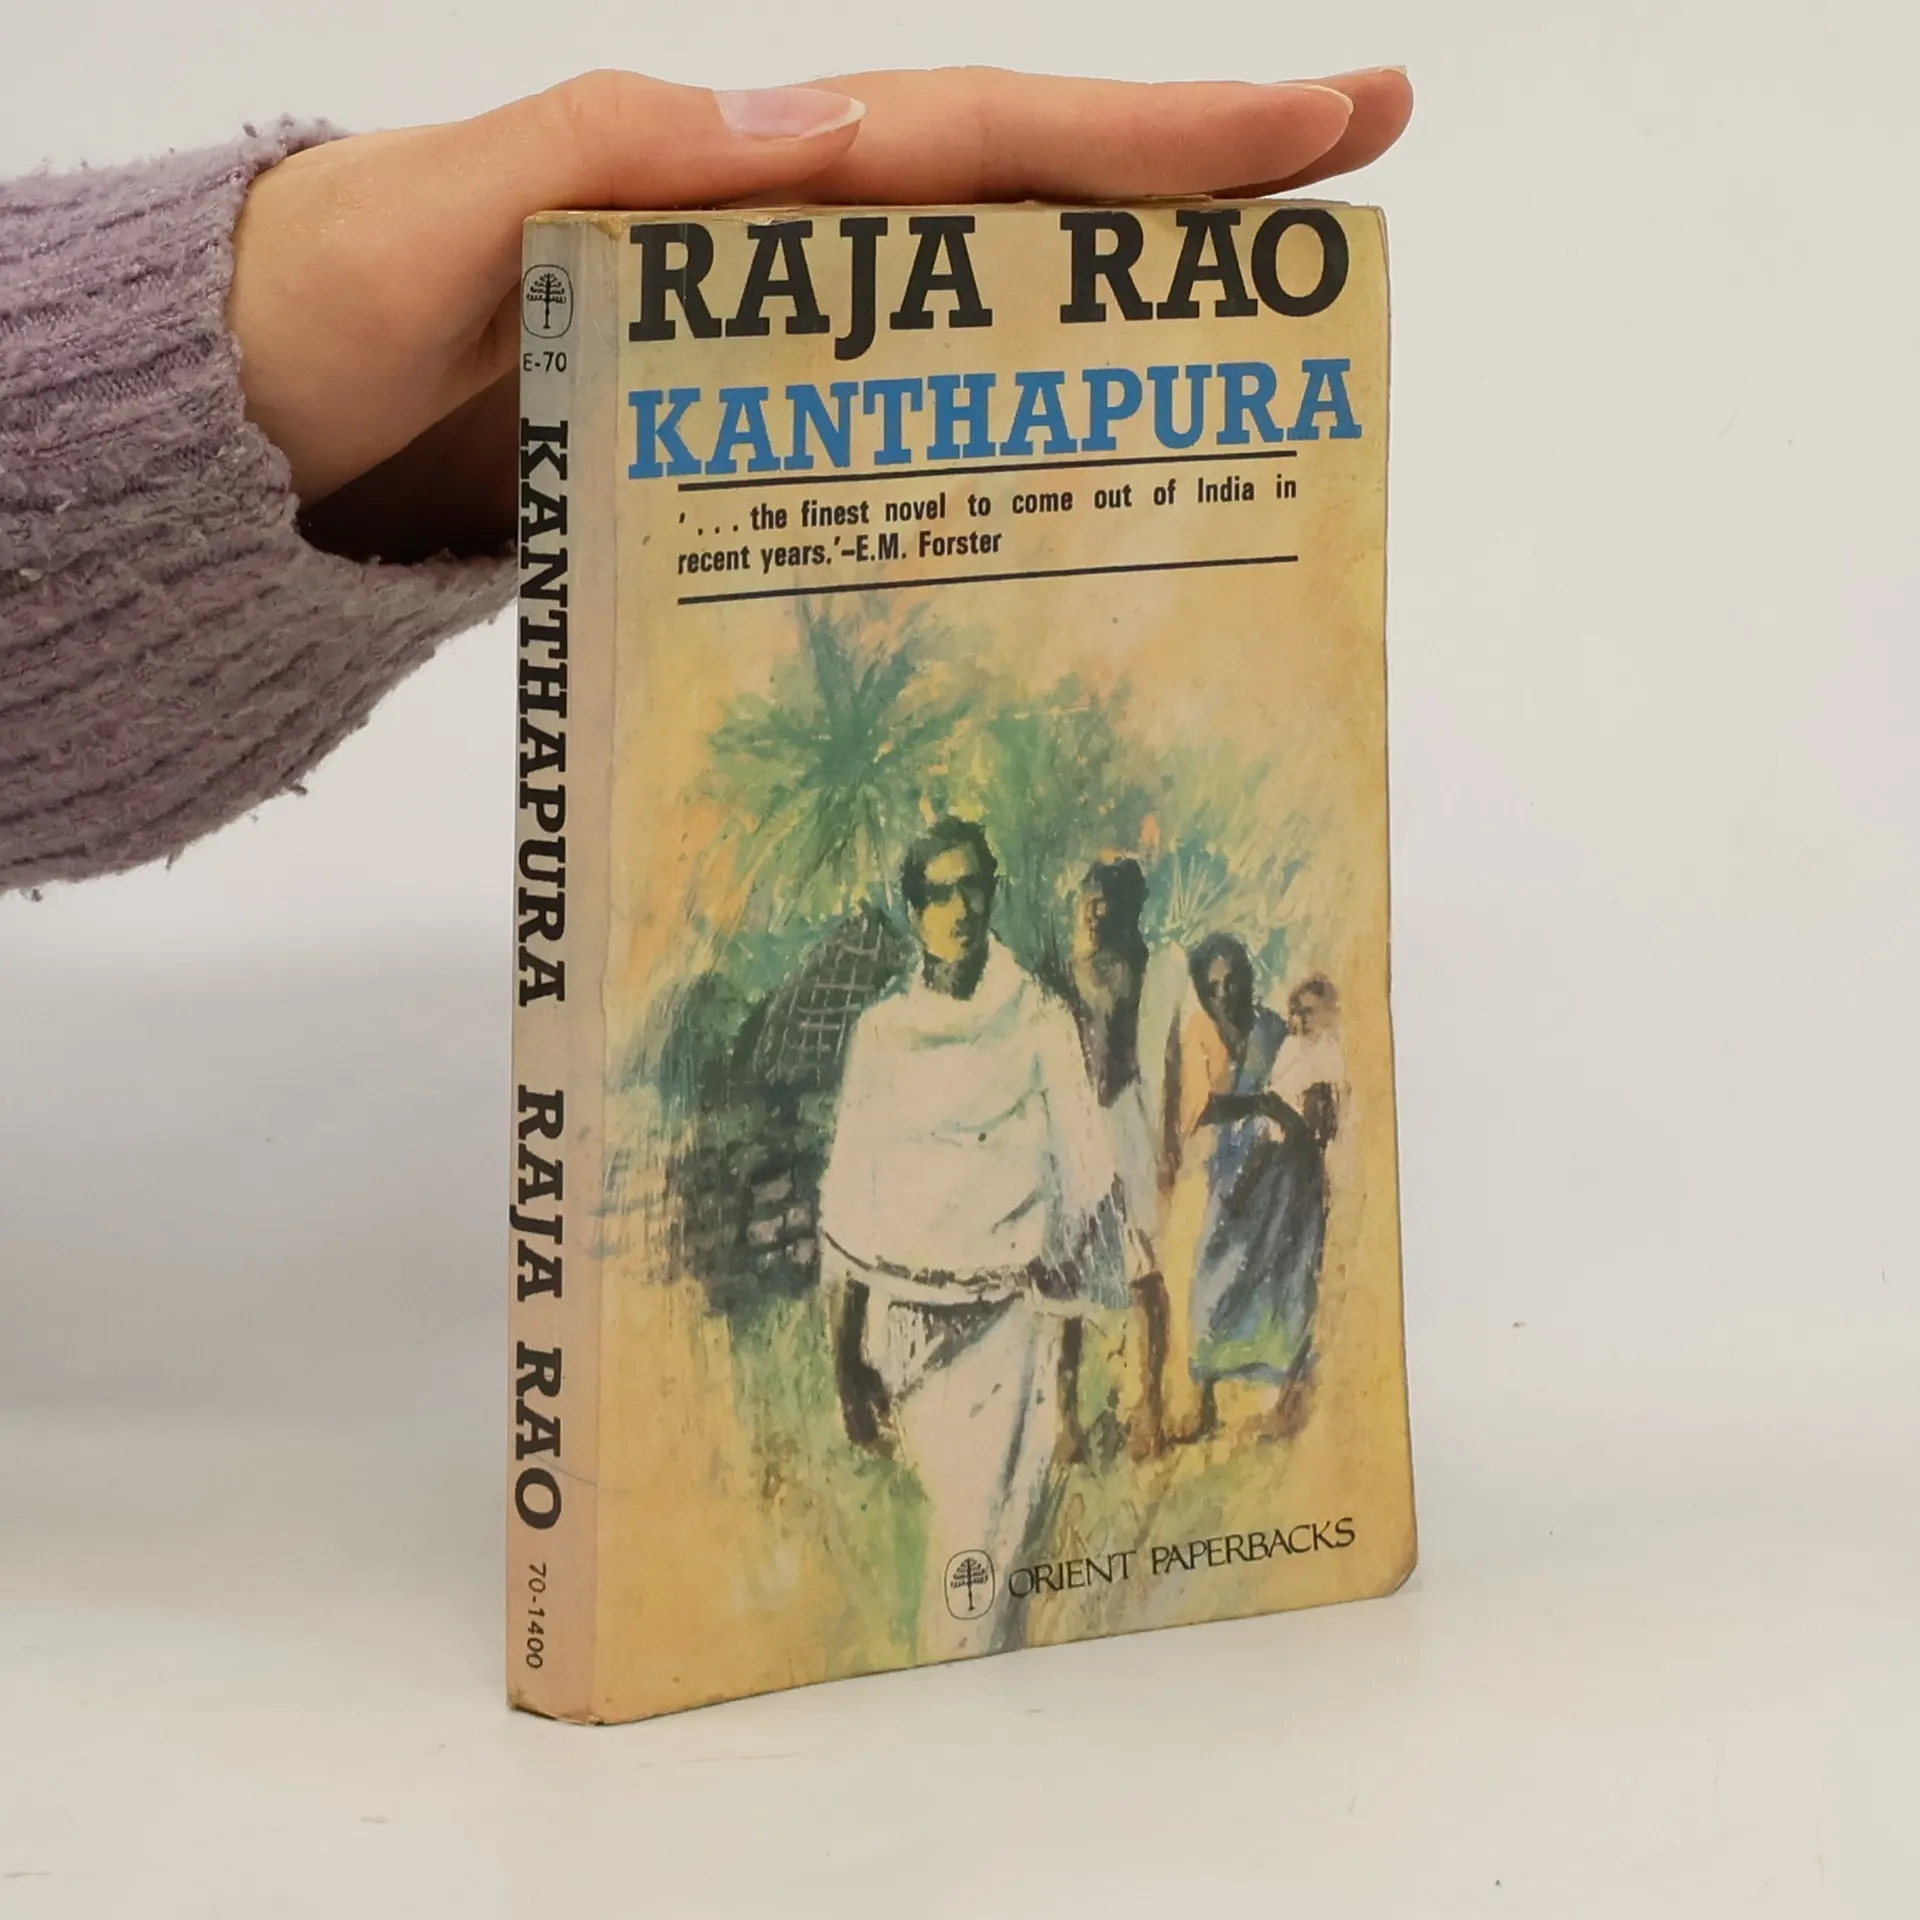 RAJA RAO
KANTHAPURA
'... the finest novel to come out of India in
recent years.'–E.M. Forster
ORIENT PAPERBACKS
E-70
KANTHAPURA RAJA RAO
70-1400